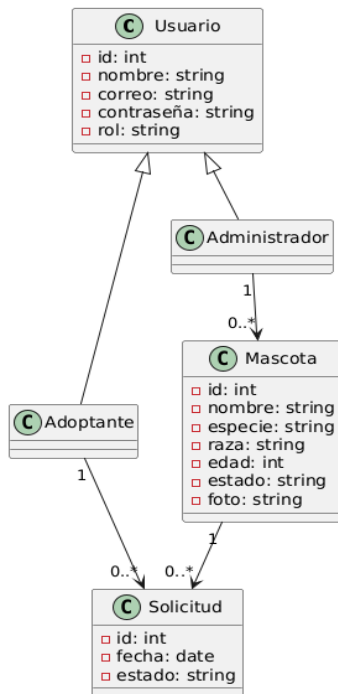 C Usuario
id: int
nombre: string
correo: string
contraseña: string
rol: string
C Administrador
1
0..*
C Mascota
id: int
nombre: string
especie: string
raza: string
edad: int
estado: string
foto: string
C Adoptante
1
1
0..*
0..*
C Solicitud
id: int
fecha: date
estado: string